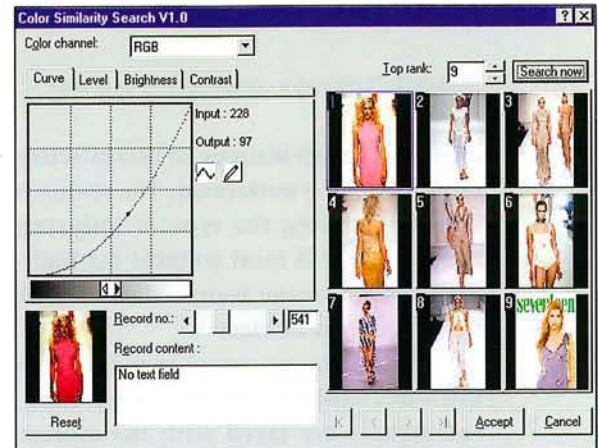 Color Similarity Search V1.0
Color channel: RGB
Curve Level Brightness Contrast
Top rank: 9 Search now
Input : 228
Output : 97
1 2 3
4 5 6
7 8 9
seventeen
Record no.: 541
Record content :
No text field
Reset
Accept Cancel